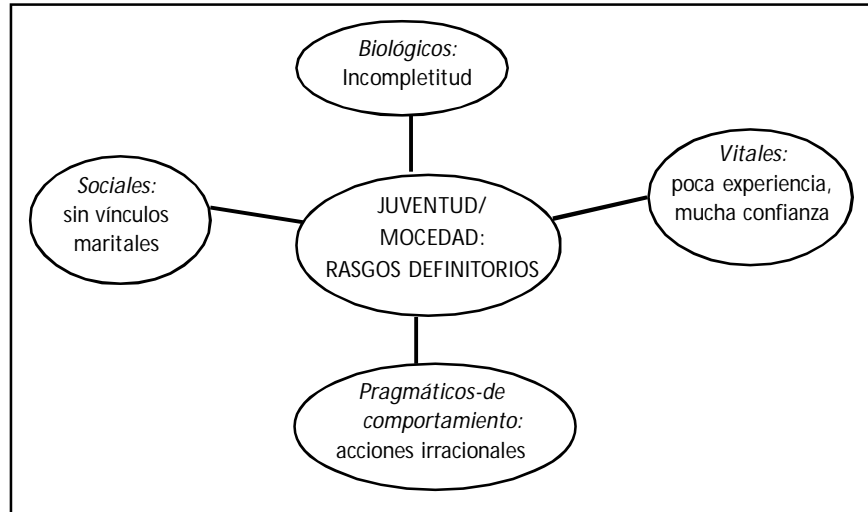 Biológicos:
Incompletitud
Sociales:
sin vínculos
maritales
JUVENTUD/
MOCEDAD:
RASGOS DEFINITORIOS
Vitales:
poca experiencia,
mucha confianza
Pragmáticos-de
comportamiento:
acciones irracionales